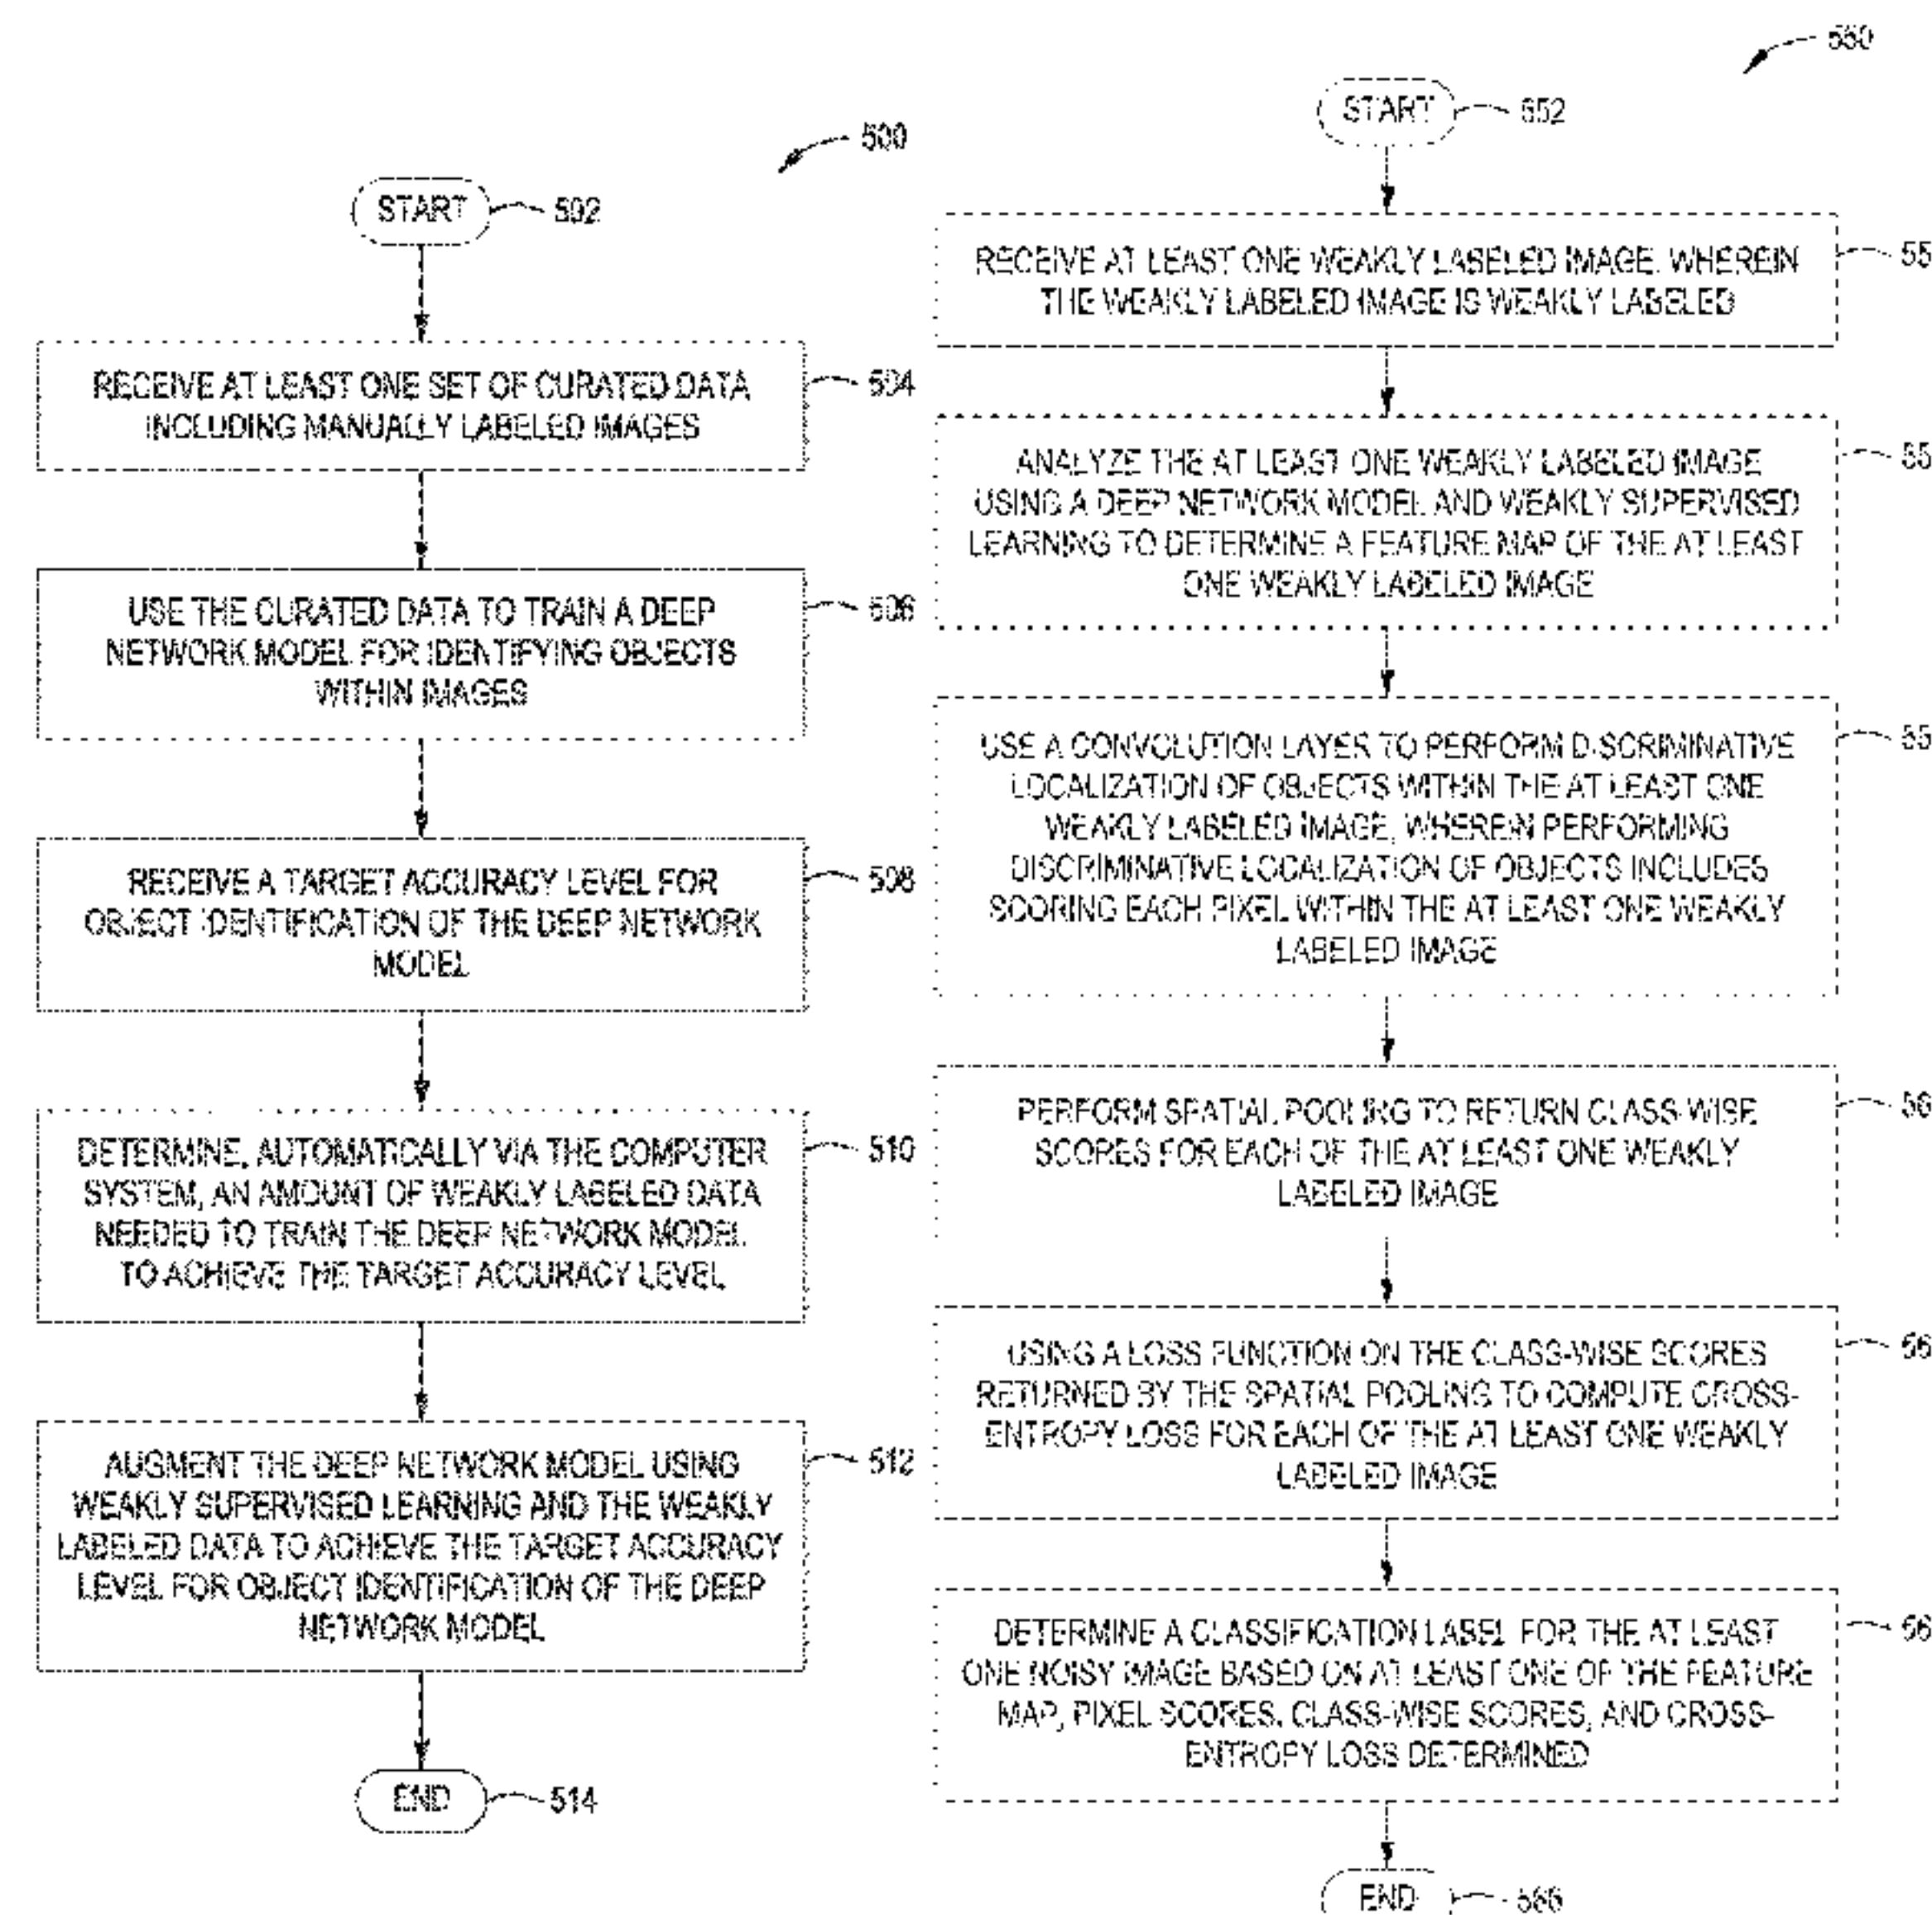 500
START
502
RECEIVE AT LEAST ONE SET OF CURATED DATA
INCLUDING MANUALLY LABELED IMAGES
504
USE THE CURATED DATA TO TRAIN A DEEP
NETWORK MODEL FOR IDENTIFYING OBJECTS
WITHIN IMAGES
506
RECEIVE A TARGET ACCURACY LEVEL FOR
OBJECT IDENTIFICATION OF THE DEEP NETWORK
MODEL
508
DETERMINE, AUTOMATICALLY VIA THE COMPUTER
SYSTEM, AN AMOUNT OF WEAKLY LABELED DATA
NEEDED TO TRAIN THE DEEP NETWORK MODEL
TO ACHIEVE THE TARGET ACCURACY LEVEL
510
AUGMENT THE DEEP NETWORK MODEL USING
WEAKLY SUPERVISED LEARNING AND THE WEAKLY
LABELED DATA TO ACHIEVE THE TARGET ACCURACY
LEVEL FOR OBJECT IDENTIFICATION OF THE DEEP
NETWORK MODEL
512
END
514
550
START
552
RECEIVE AT LEAST ONE WEAKLY LABELED IMAGE, WHEREIN
THE WEAKLY LABELED IMAGE IS WEAKLY LABELED
55
ANALYZE THE AT LEAST ONE WEAKLY LABELED IMAGE
USING A DEEP NETWORK MODEL AND WEAKLY SUPERVISED
LEARNING TO DETERMINE A FEATURE MAP OF THE AT LEAST
ONE WEAKLY LABELED IMAGE
55
USE A CONVOLUTION LAYER TO PERFORM DISCRIMINATIVE
LOCALIZATION OF OBJECTS WITHIN THE AT LEAST ONE
WEAKLY LABELED IMAGE, WHEREIN PERFORMING
DISCRIMINATIVE LOCALIZATION OF OBJECTS INCLUDES
SCORING EACH PIXEL WITHIN THE AT LEAST ONE WEAKLY
LABELED IMAGE
55
PERFORM SPATIAL POOLING TO RETURN CLASS-WISE
SCORES FOR EACH OF THE AT LEAST ONE WEAKLY
LABELED IMAGE
56
USING A LOSS FUNCTION ON THE CLASS-WISE SCORES
RETURNED BY THE SPATIAL POOLING TO COMPUTE CROSS-
ENTROPY LOSS FOR EACH OF THE AT LEAST ONE WEAKLY
LABELED IMAGE
56
DETERMINE A CLASSIFICATION LABEL FOR THE AT LEAST
ONE NOISY IMAGE BASED ON AT LEAST ONE OF THE FEATURE
MAP, PIXEL SCORES, CLASS-WISE SCORES, AND CROSS-
ENTROPY LOSS DETERMINED
56
END